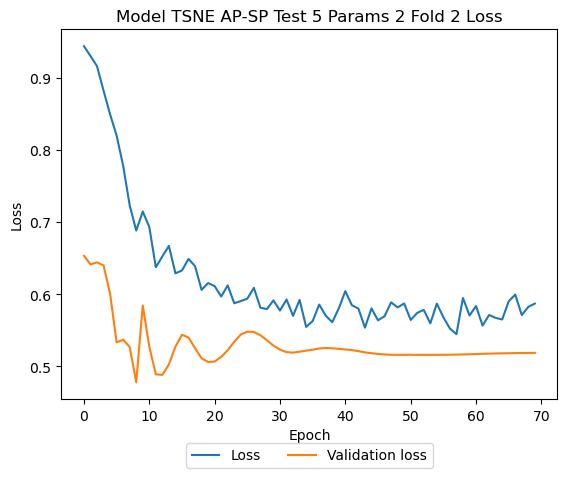 Model TSNE AP-SP Test 5 Params 2 Fold 2 Loss
0.9
0.8
0.7
0.6
0.5
Loss
0 10 20 30 40 50 60 70
Epoch
Loss Validation loss